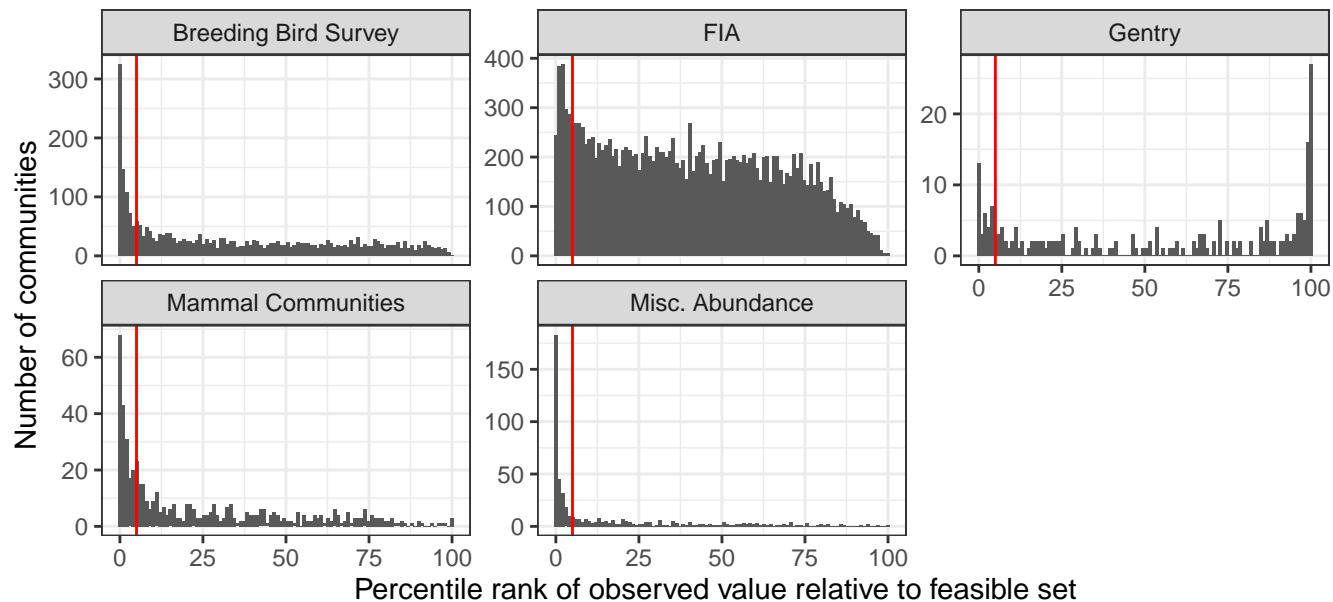 Breeding Bird Survey
FIA
Gentry
Number of communities
300
200
100
0
400
300
200
100
0
20
10
0
0 25 50 75 100
Mammal Communities
Misc. Abundance
60
40
20
0
150
100
50
0
0 25 50 75 100
0 25 50 75 100
Percentile rank of observed value relative to feasible set